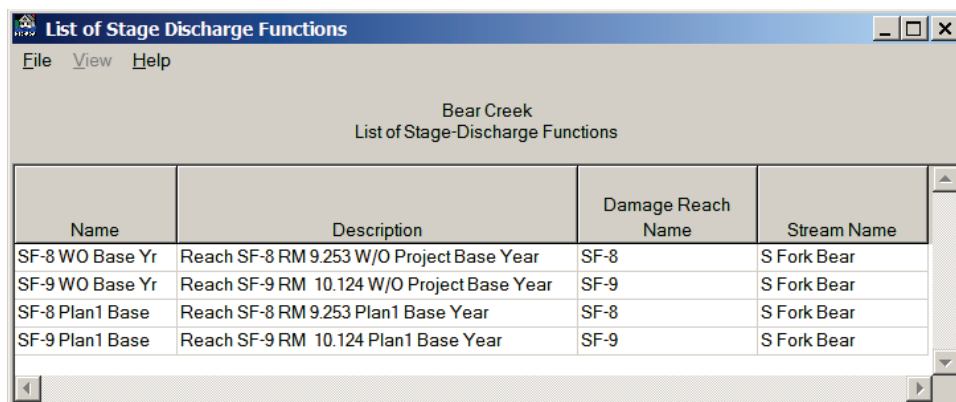 List of Stage Discharge Functions
File View Help
Bear Creek
List of Stage-Discharge Functions
Name Description Damage Reach Name Stream Name
SF-8 WO Base Yr Reach SF-8 RM 9.253 W/O Project Base Year SF-8 S Fork Bear
SF-9 WO Base Yr Reach SF-9 RM 10.124 W/O Project Base Year SF-9 S Fork Bear
SF-8 Plan1 Base Reach SF-8 RM 9.253 Plan1 Base Year SF-8 S Fork Bear
SF-9 Plan1 Base Reach SF-9 RM 10.124 Plan1 Base Year SF-9 S Fork Bear